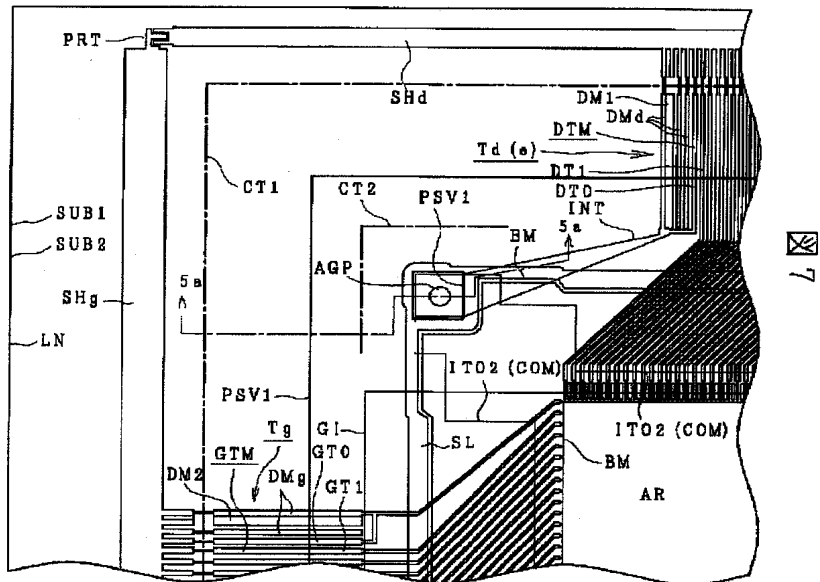 PRT
SHd
DM1
DMd
DTM
Td (e)
DT1
DT0
INT
CT1
CT2
PSV1
5a
BM
SUB1
SUB2
5a
AGP
SHg
LN
ITO2 (COM)
PSV1
GI
Tg
GT0
SL
ITO2 (COM)
BM
GTM
DM2
DMg
GT1
AR
図 7